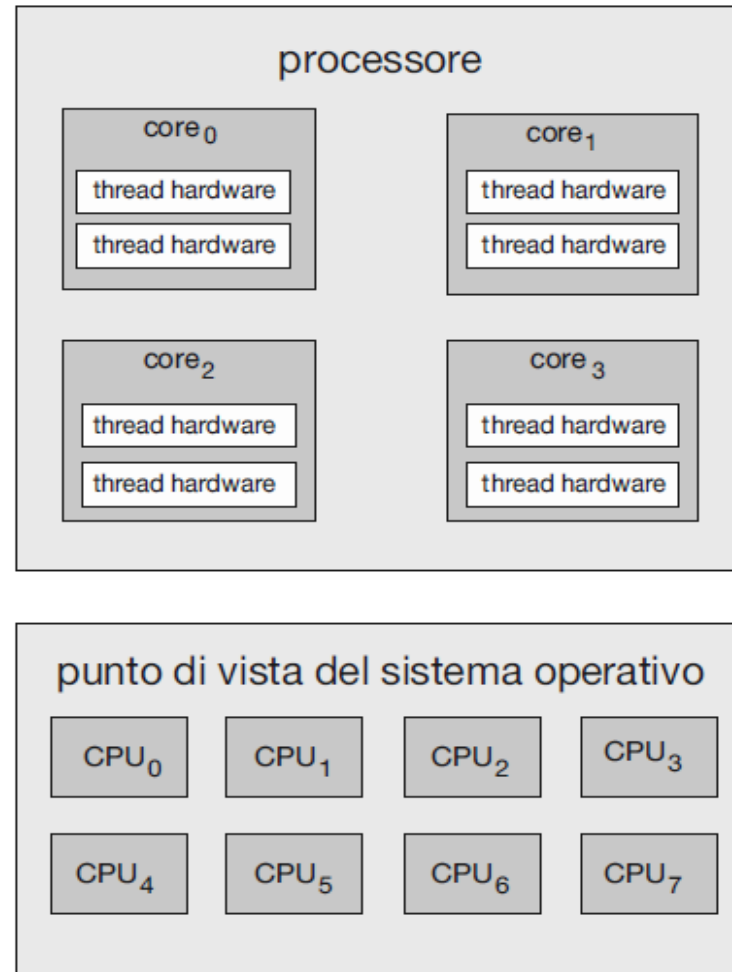 processore
core₀
thread hardware
thread hardware
core₁
thread hardware
thread hardware
core₂
thread hardware
thread hardware
core₃
thread hardware
thread hardware
punto di vista del sistema operativo
CPU₀ CPU₁ CPU₂ CPU₃
CPU₄ CPU₅ CPU₆ CPU₇